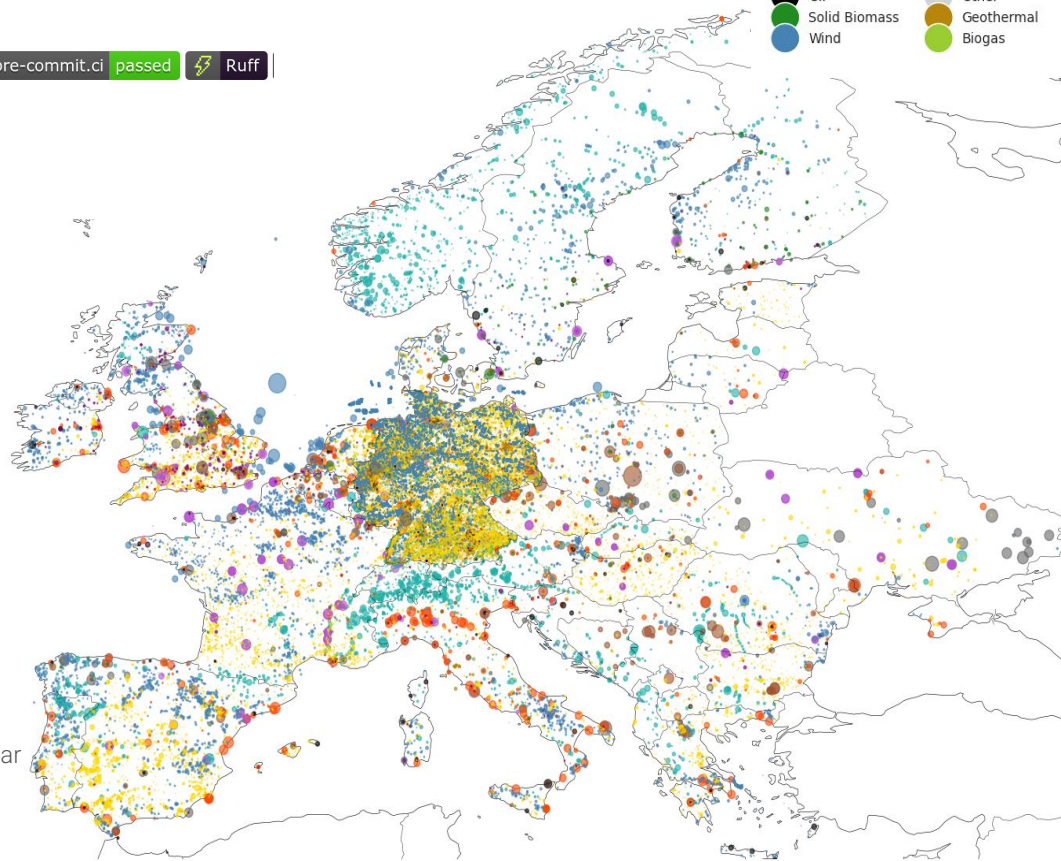 pre-commit.ci passed Ruff
Solid Biomass Geothermal
Wind Biogas
ar